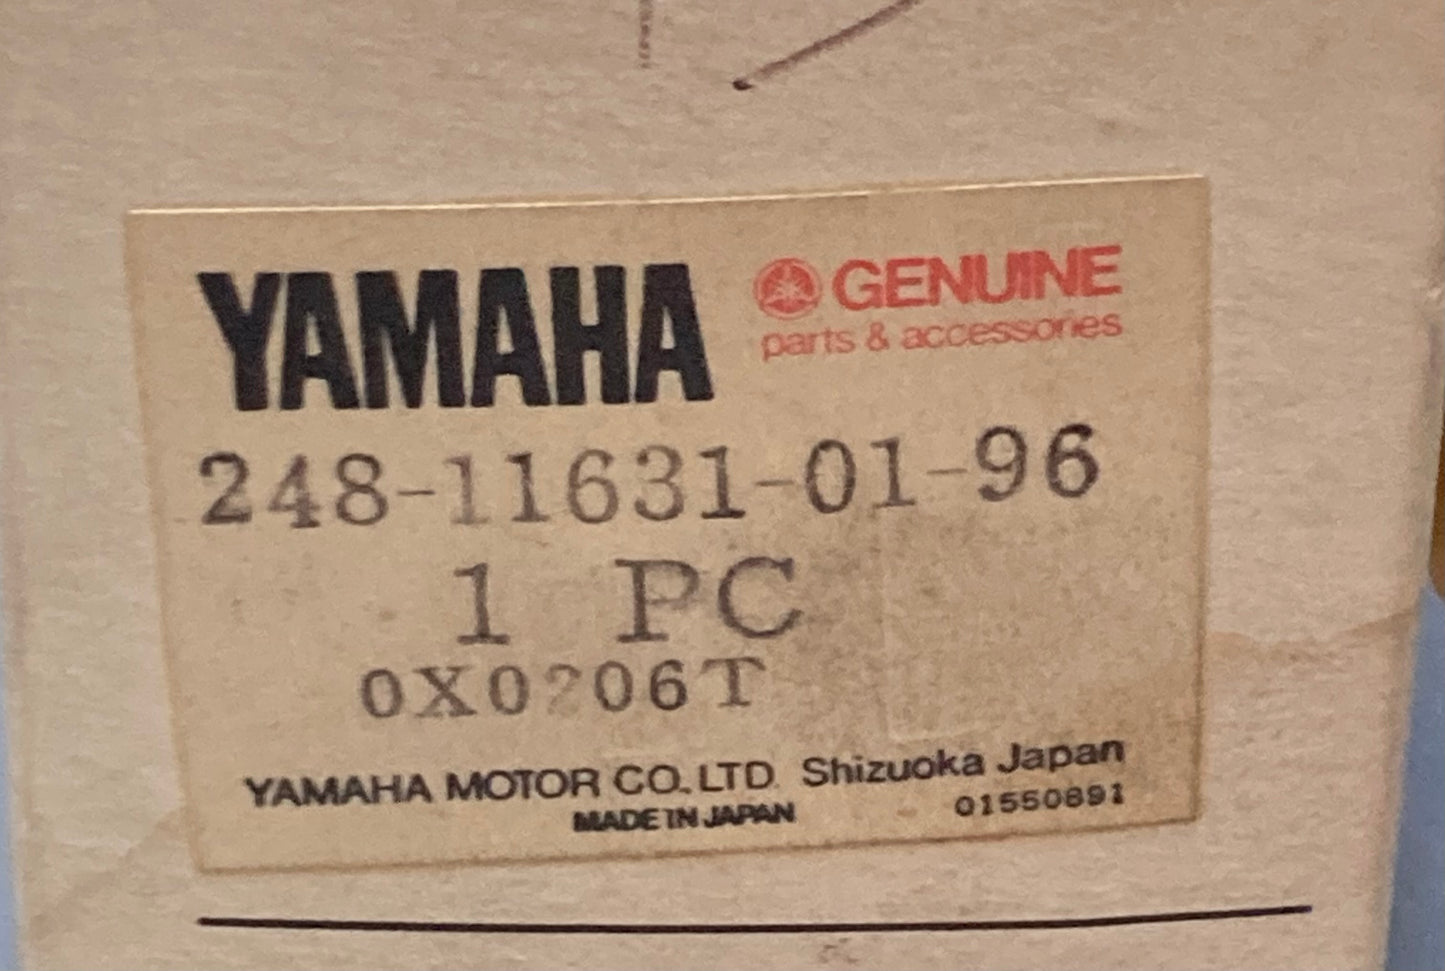 YAMAHA GENUINE
parts & accessories
248-11631-01-96
1 PC
0X0206T
YAMAHA MOTOR CO.LTD. Shizuoka Japan
MADE IN JAPAN 01550891